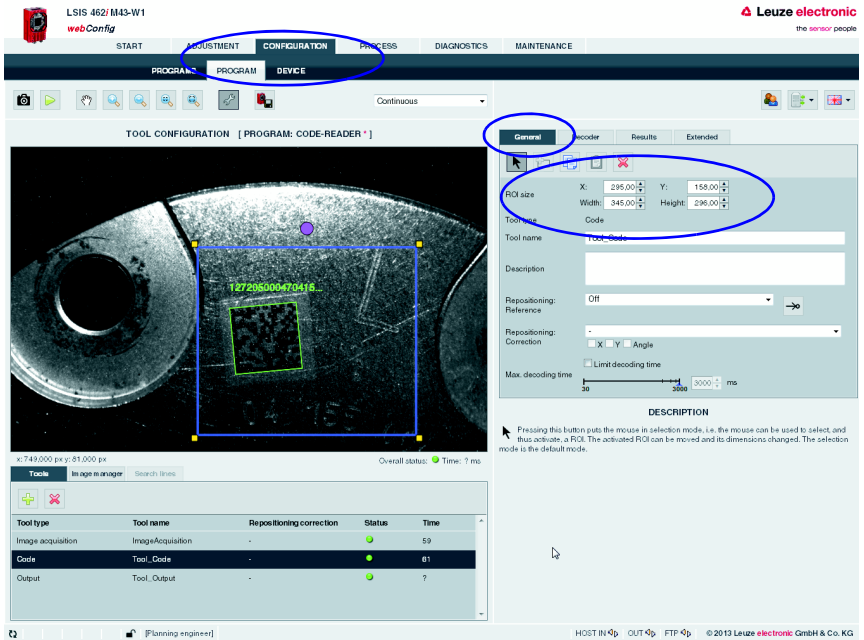 LSIS 462i M43-W1
webConfig
Leuze electronic
the sensor people
START ADJUSTMENT CONFIGURATION PROCESS DIAGNOSTICS MAINTENANCE
PROGRAMS PROGRAM DEVICE
Continuous
TOOL CONFIGURATION [ PROGRAM: CODE-READER * ]
127205000470415...
x: 749,000 px y: 81,000 px
Overall status: Time: ? ms
Tools Image manager Search lines
Tool type Tool name Repositioning correction Status Time
Image acquisition ImageAcquisition - 59
Code Tool_Code - 61
Output Tool_Output - ?
General Decoder Results Extended
ROI size
X: 295,00 Y: 158,00
Width: 345,00 Height: 296,00
Tool type Code
Tool name Tool_Code
Description
Repositioning: Reference Off
Repositioning: Correction -
X Y Angle
Max. decoding time
Limit decoding time
30 3000
3000 ms
DESCRIPTION
Pressing this button puts the mouse in selection mode, i.e. the mouse can be used to select, and
thus activate, a ROI. The activated ROI can be moved and its dimensions changed. The selection
mode is the default mode.
[Planning engineer]
HOST IN OUT FTP © 2013 Leuze electronic GmbH & Co. KG